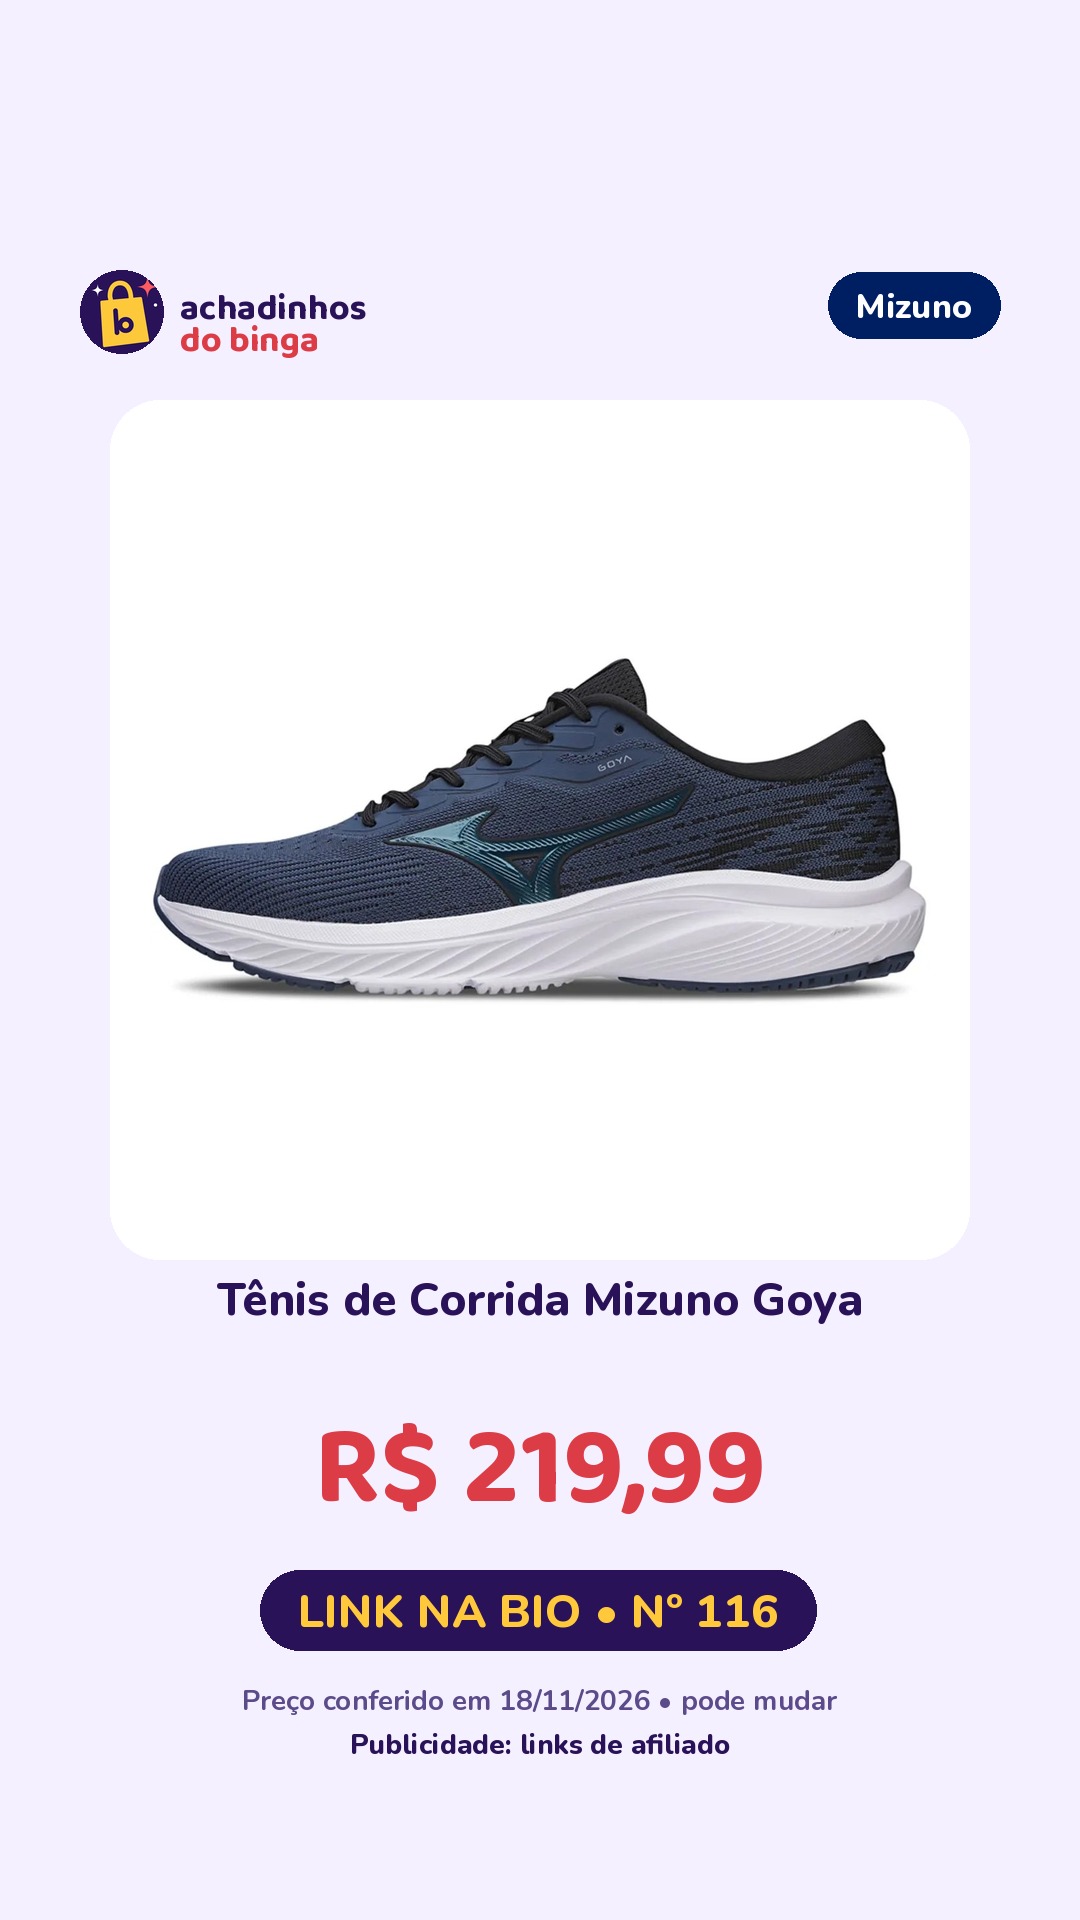 achadinhos
do binga
b
Mizuno
GOYA
Tênis de Corrida Mizuno Goya
R$ 219,99
LINK NA BIO • Nº 116
Preço conferido em 18/11/2026 • pode mudar
Publicidade: links de afiliado